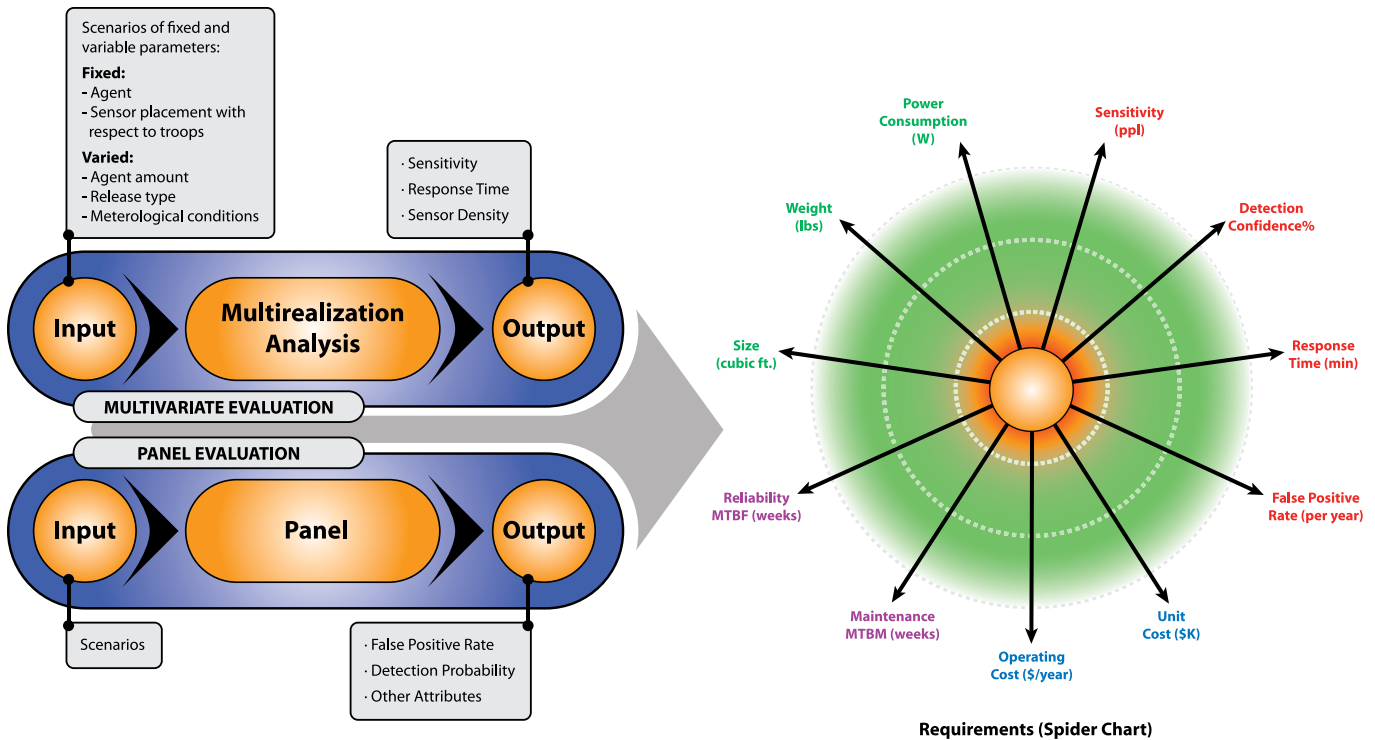 Scenarios of fixed and
variable parameters:
Fixed:
- Agent
- Sensor placement with
respect to troops
Varied:
- Agent amount
- Release type
- Meterological conditions
· Sensitivity
· Response Time
· Sensor Density
Input
Multirealization
Analysis
Output
MULTIVARIATE EVALUATION
PANEL EVALUATION
Input
Panel
Output
Scenarios
· False Positive Rate
· Detection Probability
· Other Attributes
Power
Consumption
(W)
Sensitivity
(ppl)
Weight
(lbs)
Detection
Confidence%
Size
(cubic ft.)
Response
Time (min)
Reliability
MTBF (weeks)
False Positive
Rate (per year)
Maintenance
MTBM (weeks)
Unit
Cost ($K)
Operating
Cost ($/year)
Requirements (Spider Chart)